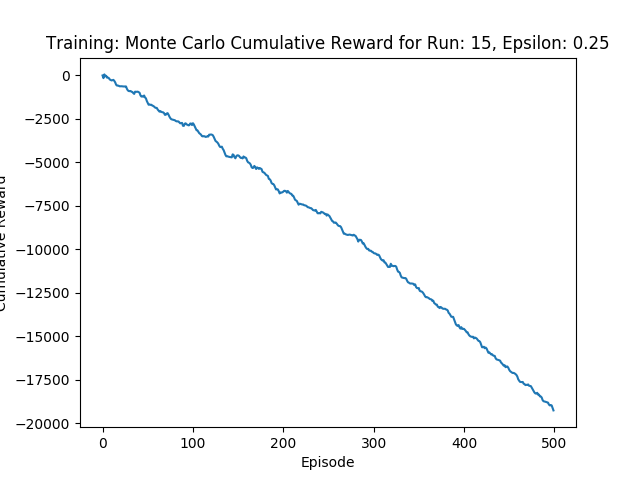 Training: Monte Carlo Cumulative Reward for Run: 15, Epsilon: 0.25
0
−2500
−5000
−7500
−10000
−12500
−15000
−17500
−20000
Cumulative Reward
0 100 200 300 400 500
Episode